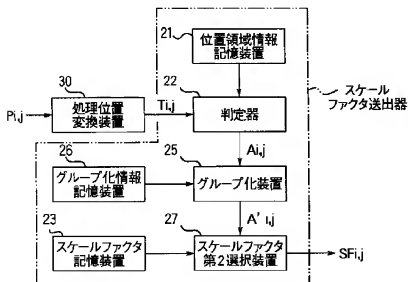 21
位置領域情報
記憶装置
スケール
ファクタ送出器
30
22
Pi,j
処理位置
変換装置
Ti,j
判定器
Ai,j
26
25
グループ化情報
記憶装置
グループ化装置
A' i,j
23
27
スケールファクタ
記憶装置
スケールファクタ
第2選択装置
SFi,j